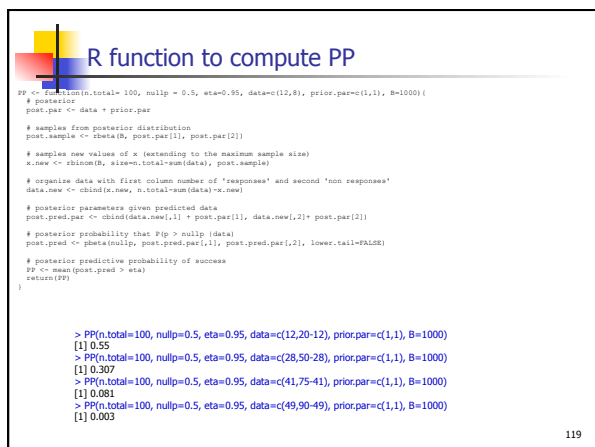 R function to compute PP
PP <- function(n.total= 100, nullp = 0.5, eta=0.95, data=c(12,8), prior.par=c(1,1), B=1000){
# posterior
post.par <- data + prior.par
# samples from posterior distribution
post.sample <- rbeta(B, post.par[1], post.par[2])
# samples new values of x (extending to the maximum sample size)
x.new <- rbinom(B, size=n.total-sum(data), post.sample)
# organize data with first column number of 'responses' and second 'non responses'
data.new <- cbind(x.new, n.total-sum(data)-x.new)
# posterior parameters given predicted data
post.pred.par <- cbind(data.new[,1] + post.par[1], data.new[,2]+ post.par[2])
# posterior probability that P(p > nullp |data)
post.pred <- pbeta(nullp, post.pred.par[,1], post.pred.par[,2], lower.tail=FALSE)
# posterior predictive probability of success
PP <- mean(post.pred > eta)
return(PP)
}
> PP(n.total=100, nullp=0.5, eta=0.95, data=c(12,20-12), prior.par=c(1,1), B=1000)
[1] 0.55
> PP(n.total=100, nullp=0.5, eta=0.95, data=c(28,50-28), prior.par=c(1,1), B=1000)
[1] 0.307
> PP(n.total=100, nullp=0.5, eta=0.95, data=c(41,75-41), prior.par=c(1,1), B=1000)
[1] 0.081
> PP(n.total=100, nullp=0.5, eta=0.95, data=c(49,90-49), prior.par=c(1,1), B=1000)
[1] 0.003
119